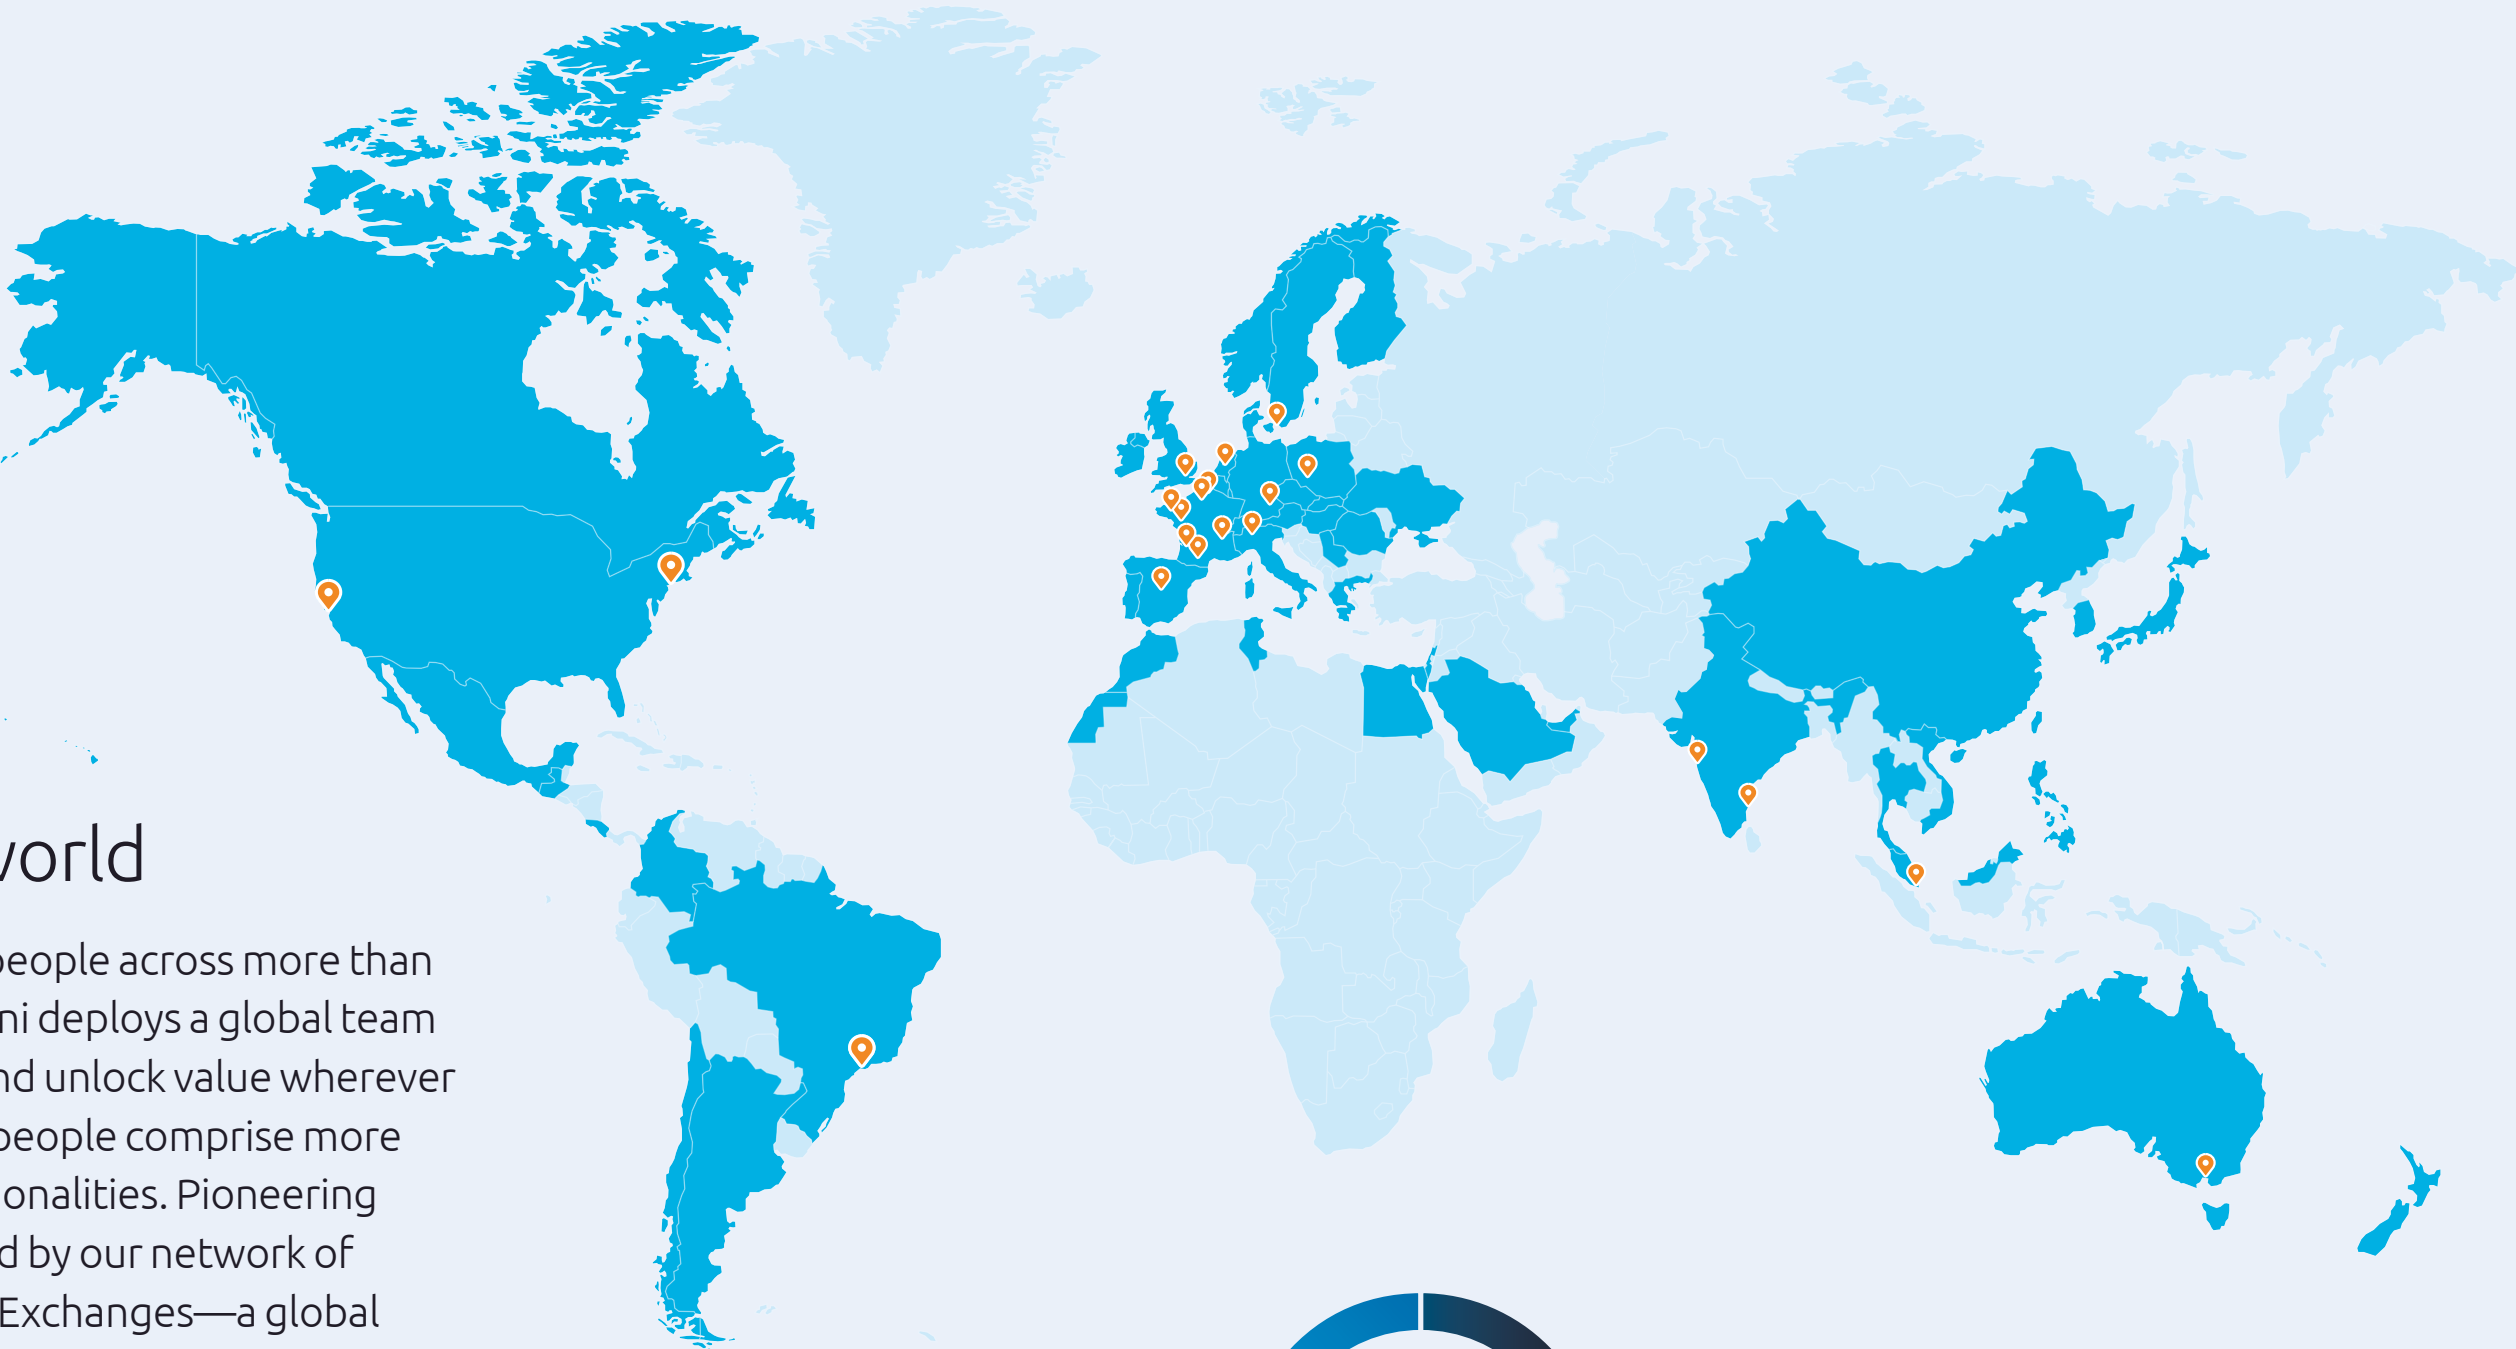 world
people across more than
ni deploys a global team
nd unlock value wherever
people comprise more
onalities. Pioneering
d by our network of
Exchanges—a global